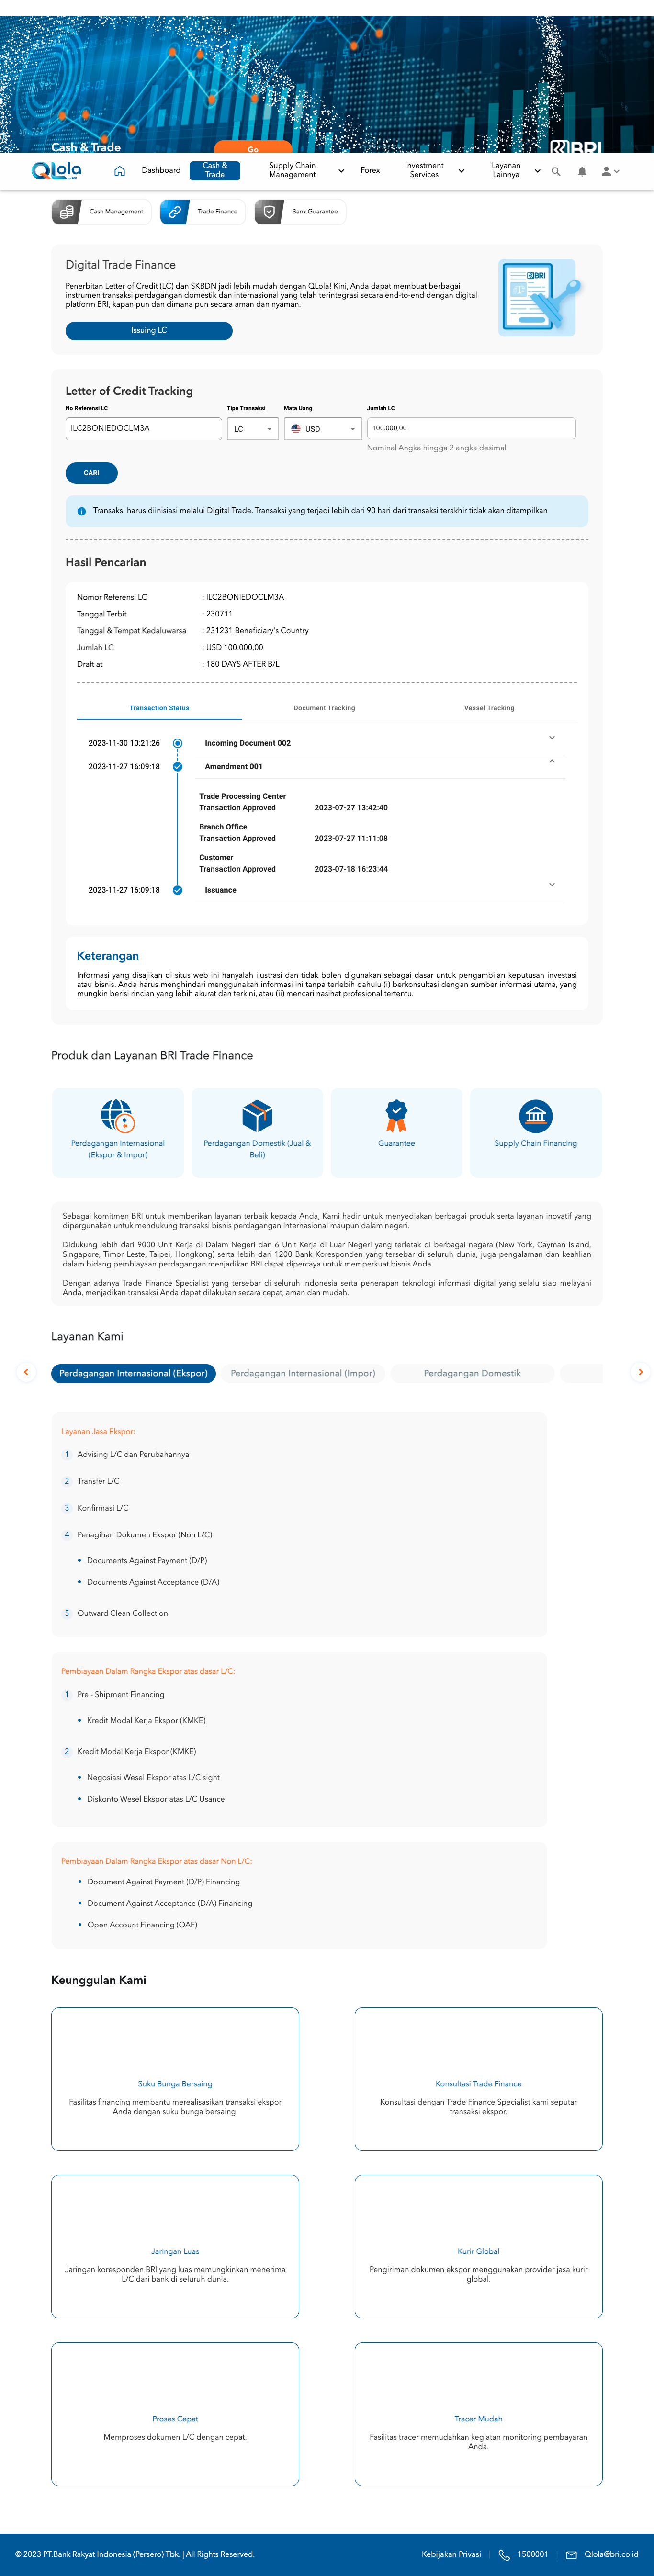 Cash & Trade
Go
BRI
QLola
by BRI
Dashboard
Cash &
Trade
Supply Chain
Management
Forex
Investment
Services
Layanan
Lainnya
Cash Management
Trade Finance
Bank Guarantee
Digital Trade Finance
Penerbitan Letter of Credit (LC) dan SKBDN jadi lebih mudah dengan QLola! Kini, Anda dapat membuat berbagai
instrumen transaksi perdagangan domestik dan internasional yang telah terintegrasi secara end-to-end dengan digital
platform BRI, kapan pun dan dimana pun secara aman dan nyaman.
Issuing LC
BRI
Letter of Credit Tracking
No Referensi LC
Tipe Transaksi
Mata Uang
Jumlah LC
ILC2BONIEDOCLM3A
LC
USD
100.000,00
Nominal Angka hingga 2 angka desimal
CARI
Transaksi harus diinisiasi melalui Digital Trade. Transaksi yang terjadi lebih dari 90 hari dari transaksi terakhir tidak akan ditampilkan
Hasil Pencarian
Nomor Referensi LC : ILC2BONIEDOCLM3A
Tanggal Terbit : 230711
Tanggal & Tempat Kedaluwarsa : 231231 Beneficiary's Country
Jumlah LC : USD 100.000,00
Draft at : 180 DAYS AFTER B/L
Transaction Status
Document Tracking
Vessel Tracking
2023-11-30 10:21:26 Incoming Document 002
2023-11-27 16:09:18 Amendment 001
Trade Processing Center
Transaction Approved 2023-07-27 13:42:40
Branch Office
Transaction Approved 2023-07-27 11:11:08
Customer
Transaction Approved 2023-07-18 16:23:44
2023-11-27 16:09:18 Issuance
Keterangan
Informasi yang disajikan di situs web ini hanyalah ilustrasi dan tidak boleh digunakan sebagai dasar untuk pengambilan keputusan investasi
atau bisnis. Anda harus menghindari menggunakan informasi ini tanpa terlebih dahulu (i) berkonsultasi dengan sumber informasi utama, yang
mungkin berisi rincian yang lebih akurat dan terkini, atau (ii) mencari nasihat profesional tertentu.
Produk dan Layanan BRI Trade Finance
Perdagangan Internasional
(Ekspor & Impor)
Perdagangan Domestik (Jual &
Beli)
Guarantee
Supply Chain Financing
Sebagai komitmen BRI untuk memberikan layanan terbaik kepada Anda, Kami hadir untuk menyediakan berbagai produk serta layanan inovatif yang
dipergunakan untuk mendukung transaksi bisnis perdagangan Internasional maupun dalam negeri.
Didukung lebih dari 9000 Unit Kerja di Dalam Negeri dan 6 Unit Kerja di Luar Negeri yang terletak di berbagai negara (New York, Cayman Island,
Singapore, Timor Leste, Taipei, Hongkong) serta lebih dari 1200 Bank Koresponden yang tersebar di seluruh dunia, juga pengalaman dan keahlian
dalam bidang pembiayaan perdagangan menjadikan BRI dapat dipercaya untuk memperkuat bisnis Anda.
Dengan adanya Trade Finance Specialist yang tersebar di seluruh Indonesia serta penerapan teknologi informasi digital yang selalu siap melayani
Anda, menjadikan transaksi Anda dapat dilakukan secara cepat, aman dan mudah.
Layanan Kami
Perdagangan Internasional (Ekspor)
Perdagangan Internasional (Impor)
Perdagangan Domestik
Layanan Jasa Ekspor:
1 Advising L/C dan Perubahannya
2 Transfer L/C
3 Konfirmasi L/C
4 Penagihan Dokumen Ekspor (Non L/C)
• Documents Against Payment (D/P)
• Documents Against Acceptance (D/A)
5 Outward Clean Collection
Pembiayaan Dalam Rangka Ekspor atas dasar L/C:
1 Pre - Shipment Financing
• Kredit Modal Kerja Ekspor (KMKE)
2 Kredit Modal Kerja Ekspor (KMKE)
• Negosiasi Wesel Ekspor atas L/C sight
• Diskonto Wesel Ekspor atas L/C Usance
Pembiayaan Dalam Rangka Ekspor atas dasar Non L/C:
• Document Against Payment (D/P) Financing
• Document Against Acceptance (D/A) Financing
• Open Account Financing (OAF)
Keunggulan Kami
Suku Bunga Bersaing
Fasilitas financing membantu merealisasikan transaksi ekspor
Anda dengan suku bunga bersaing.
Konsultasi Trade Finance
Konsultasi dengan Trade Finance Specialist kami seputar
transaksi ekspor.
Jaringan Luas
Jaringan koresponden BRI yang luas memungkinkan menerima
L/C dari bank di seluruh dunia.
Kurir Global
Pengiriman dokumen ekspor menggunakan provider jasa kurir
global.
Proses Cepat
Memproses dokumen L/C dengan cepat.
Tracer Mudah
Fasilitas tracer memudahkan kegiatan monitoring pembayaran
Anda.
© 2023 PT.Bank Rakyat Indonesia (Persero) Tbk. | All Rights Reserved.
Kebijakan Privasi
1500001
Qlola@bri.co.id